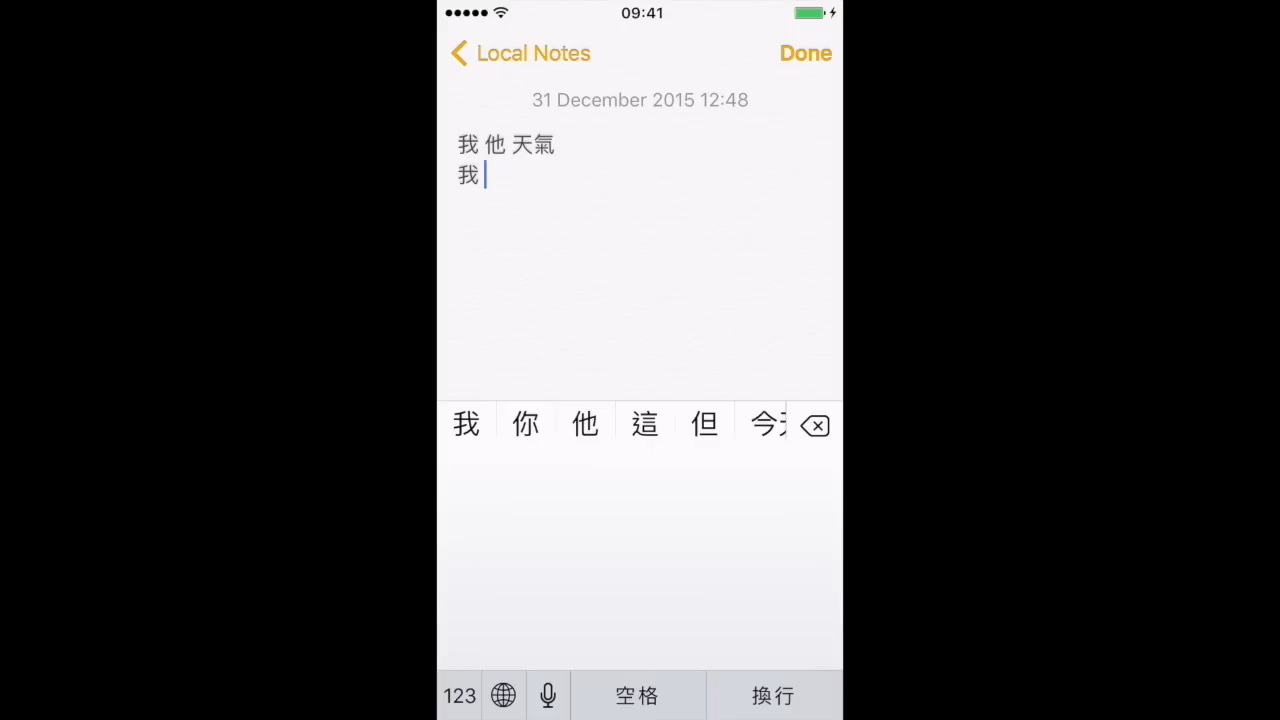 09:41
Local Notes Done
31 December 2015 12:48
我 他 天氣
我
我 你 他 這 但 今
123 空格 換行